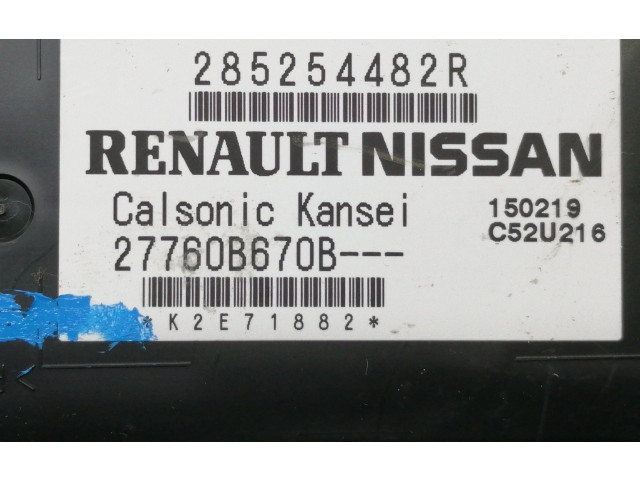 285254482R
RENAULT NISSAN
Calsonic Kansei 150219
27760B670B--- C52U216
*K2E71882*